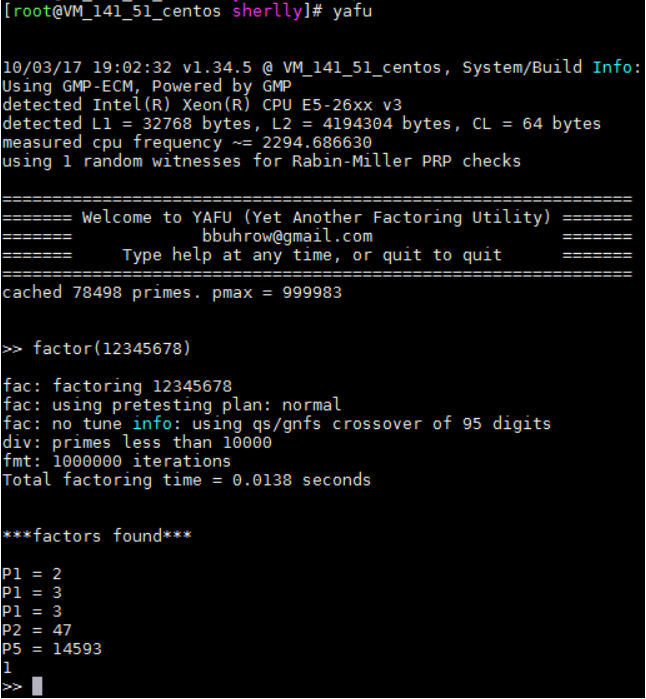 [root@VM_141_51_centos sherlly]# yafu
10/03/17 19:02:32 v1.34.5 @ VM_141_51_centos, System/Build Info:
Using GMP-ECM, Powered by GMP
detected Intel(R) Xeon(R) CPU E5-26xx v3
detected L1 = 32768 bytes, L2 = 4194304 bytes, CL = 64 bytes
measured cpu frequency ~= 2294.686630
using 1 random witnesses for Rabin-Miller PRP checks
===============================================================
======= Welcome to YAFU (Yet Another Factoring Utility) =======
=======             bbuhrow@gmail.com                   =======
=======     Type help at any time, or quit to quit      =======
===============================================================
cached 78498 primes. pmax = 999983
>> factor(12345678)
fac: factoring 12345678
fac: using pretesting plan: normal
fac: no tune info: using qs/gnfs crossover of 95 digits
div: primes less than 10000
fmt: 1000000 iterations
Total factoring time = 0.0138 seconds
***factors found***
P1 = 2
P1 = 3
P1 = 3
P2 = 47
P5 = 14593
1
>>